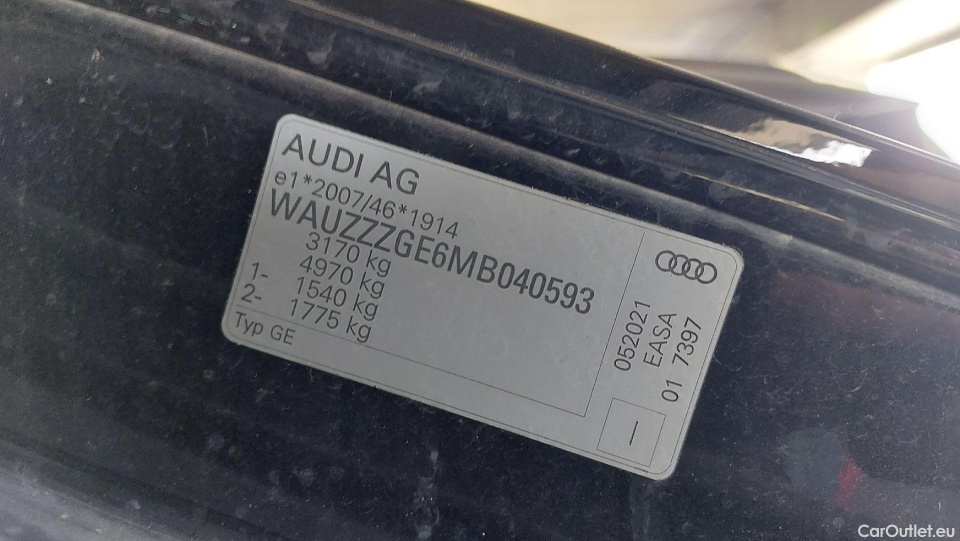 AUDI AG
e1*2007/46*1914
WAUZZZGE6MB040593
3170 kg
4970 kg
1- 1540 kg
2- 1775 kg
Typ GE
052021
EASA
01 7397
CarOutlet.eu